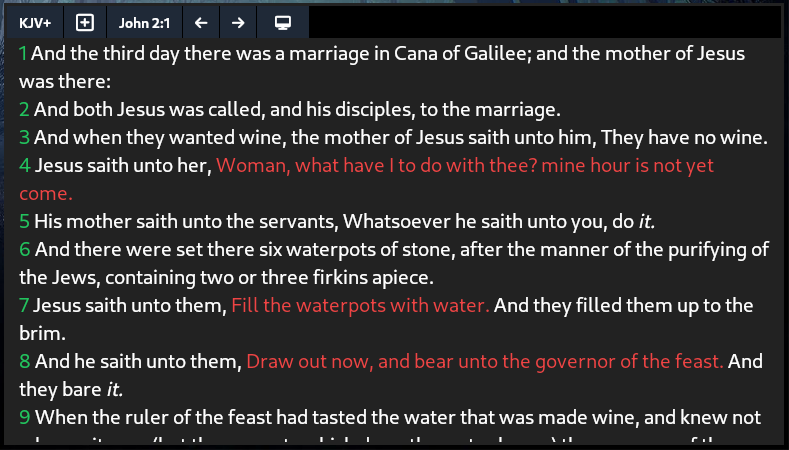 KJV+ John 2:1
1 And the third day there was a marriage in Cana of Galilee; and the mother of Jesus
was there:
2 And both Jesus was called, and his disciples, to the marriage.
3 And when they wanted wine, the mother of Jesus saith unto him, They have no wine.
4 Jesus saith unto her, Woman, what have I to do with thee? mine hour is not yet
come.
5 His mother saith unto the servants, Whatsoever he saith unto you, do it.
6 And there were set there six waterpots of stone, after the manner of the purifying of
the Jews, containing two or three firkins apiece.
7 Jesus saith unto them, Fill the waterpots with water. And they filled them up to the
brim.
8 And he saith unto them, Draw out now, and bear unto the governor of the feast. And
they bare it.
9 When the ruler of the feast had tasted the water that was made wine, and knew not